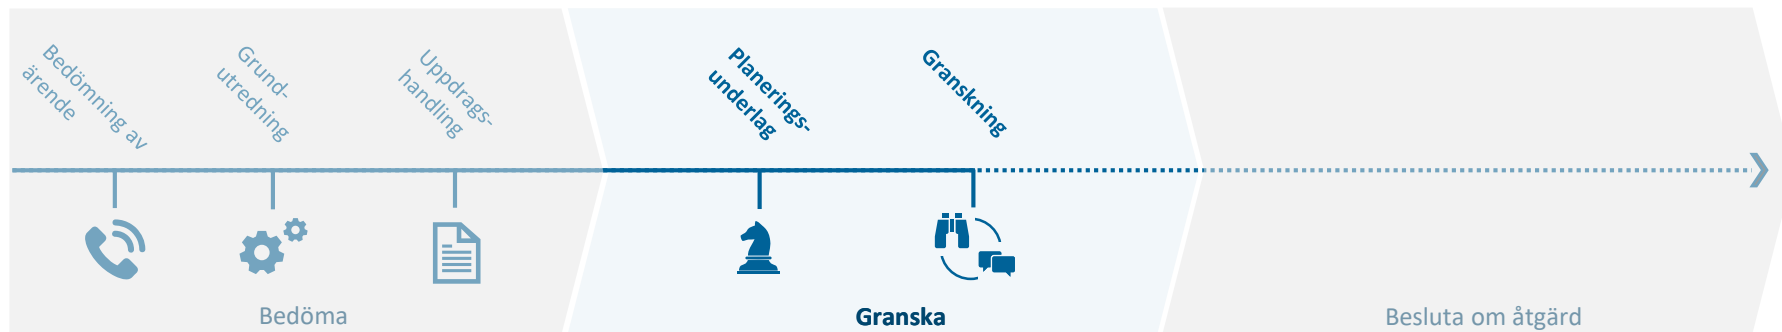 Bedömning av
ärende
Grund-
utredning
Uppdrags-
handling
Planerings-
underlag
Granskning
Bedöma
Granska
Besluta om åtgärd